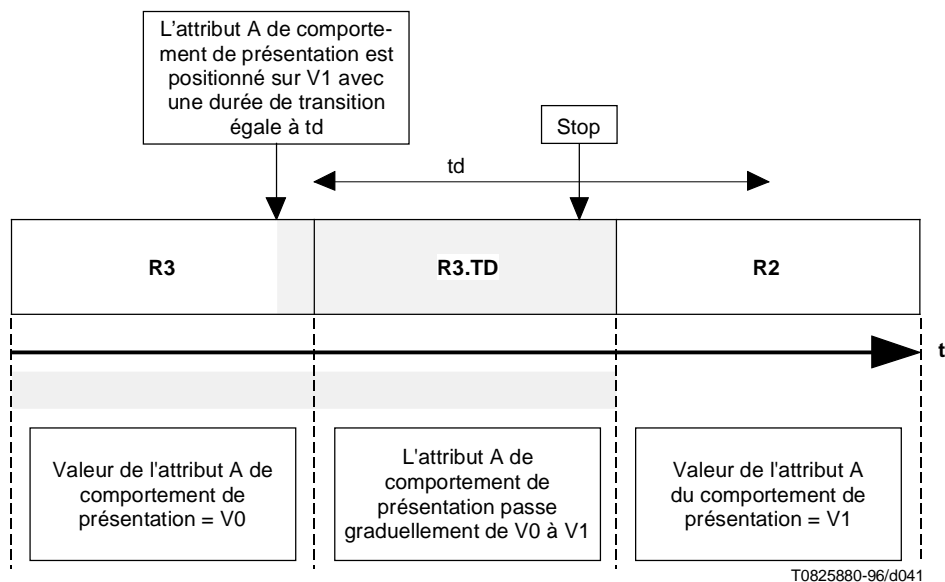 L'attribut A de comporte-
ment de présentation est
positionné sur V1 avec
une durée de transition
égale à td
Stop
td
R3
R3.TD
R2
t
Valeur de l'attribut A de
comportement de
présentation = V0
L'attribut A de
comportement de
présentation passe
graduellement de V0 à V1
Valeur de l'attribut A
du comportement de
présentation = V1
T0825880-96/d041